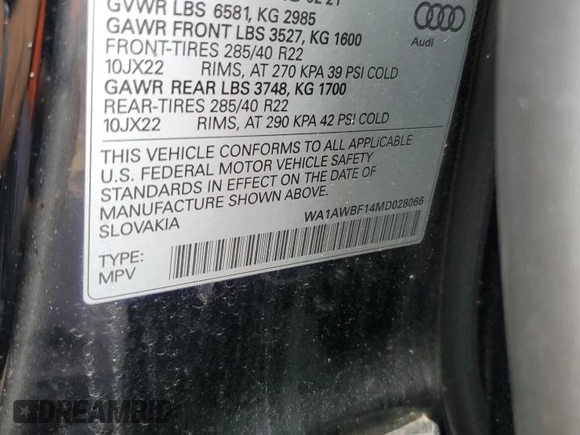 GVWR LBS 6581, KG 2985
GAWR FRONT LBS 3527, KG 1600
FRONT-TIRES 285/40 R22
10JX22 RIMS, AT 270 KPA 39 PSI COLD
GAWR REAR LBS 3748, KG 1700
REAR-TIRES 285/40 R22
10JX22 RIMS, AT 290 KPA 42 PSI COLD
Audi
THIS VEHICLE CONFORMS TO ALL APPLICABLE
U.S. FEDERAL MOTOR VEHICLE SAFETY
STANDARDS IN EFFECT ON THE DATE OF
MANUFACTURE SHOWN ABOVE.
SLOVAKIA
WA1AWBF14MD028066
TYPE:
MPV
DREAMBID